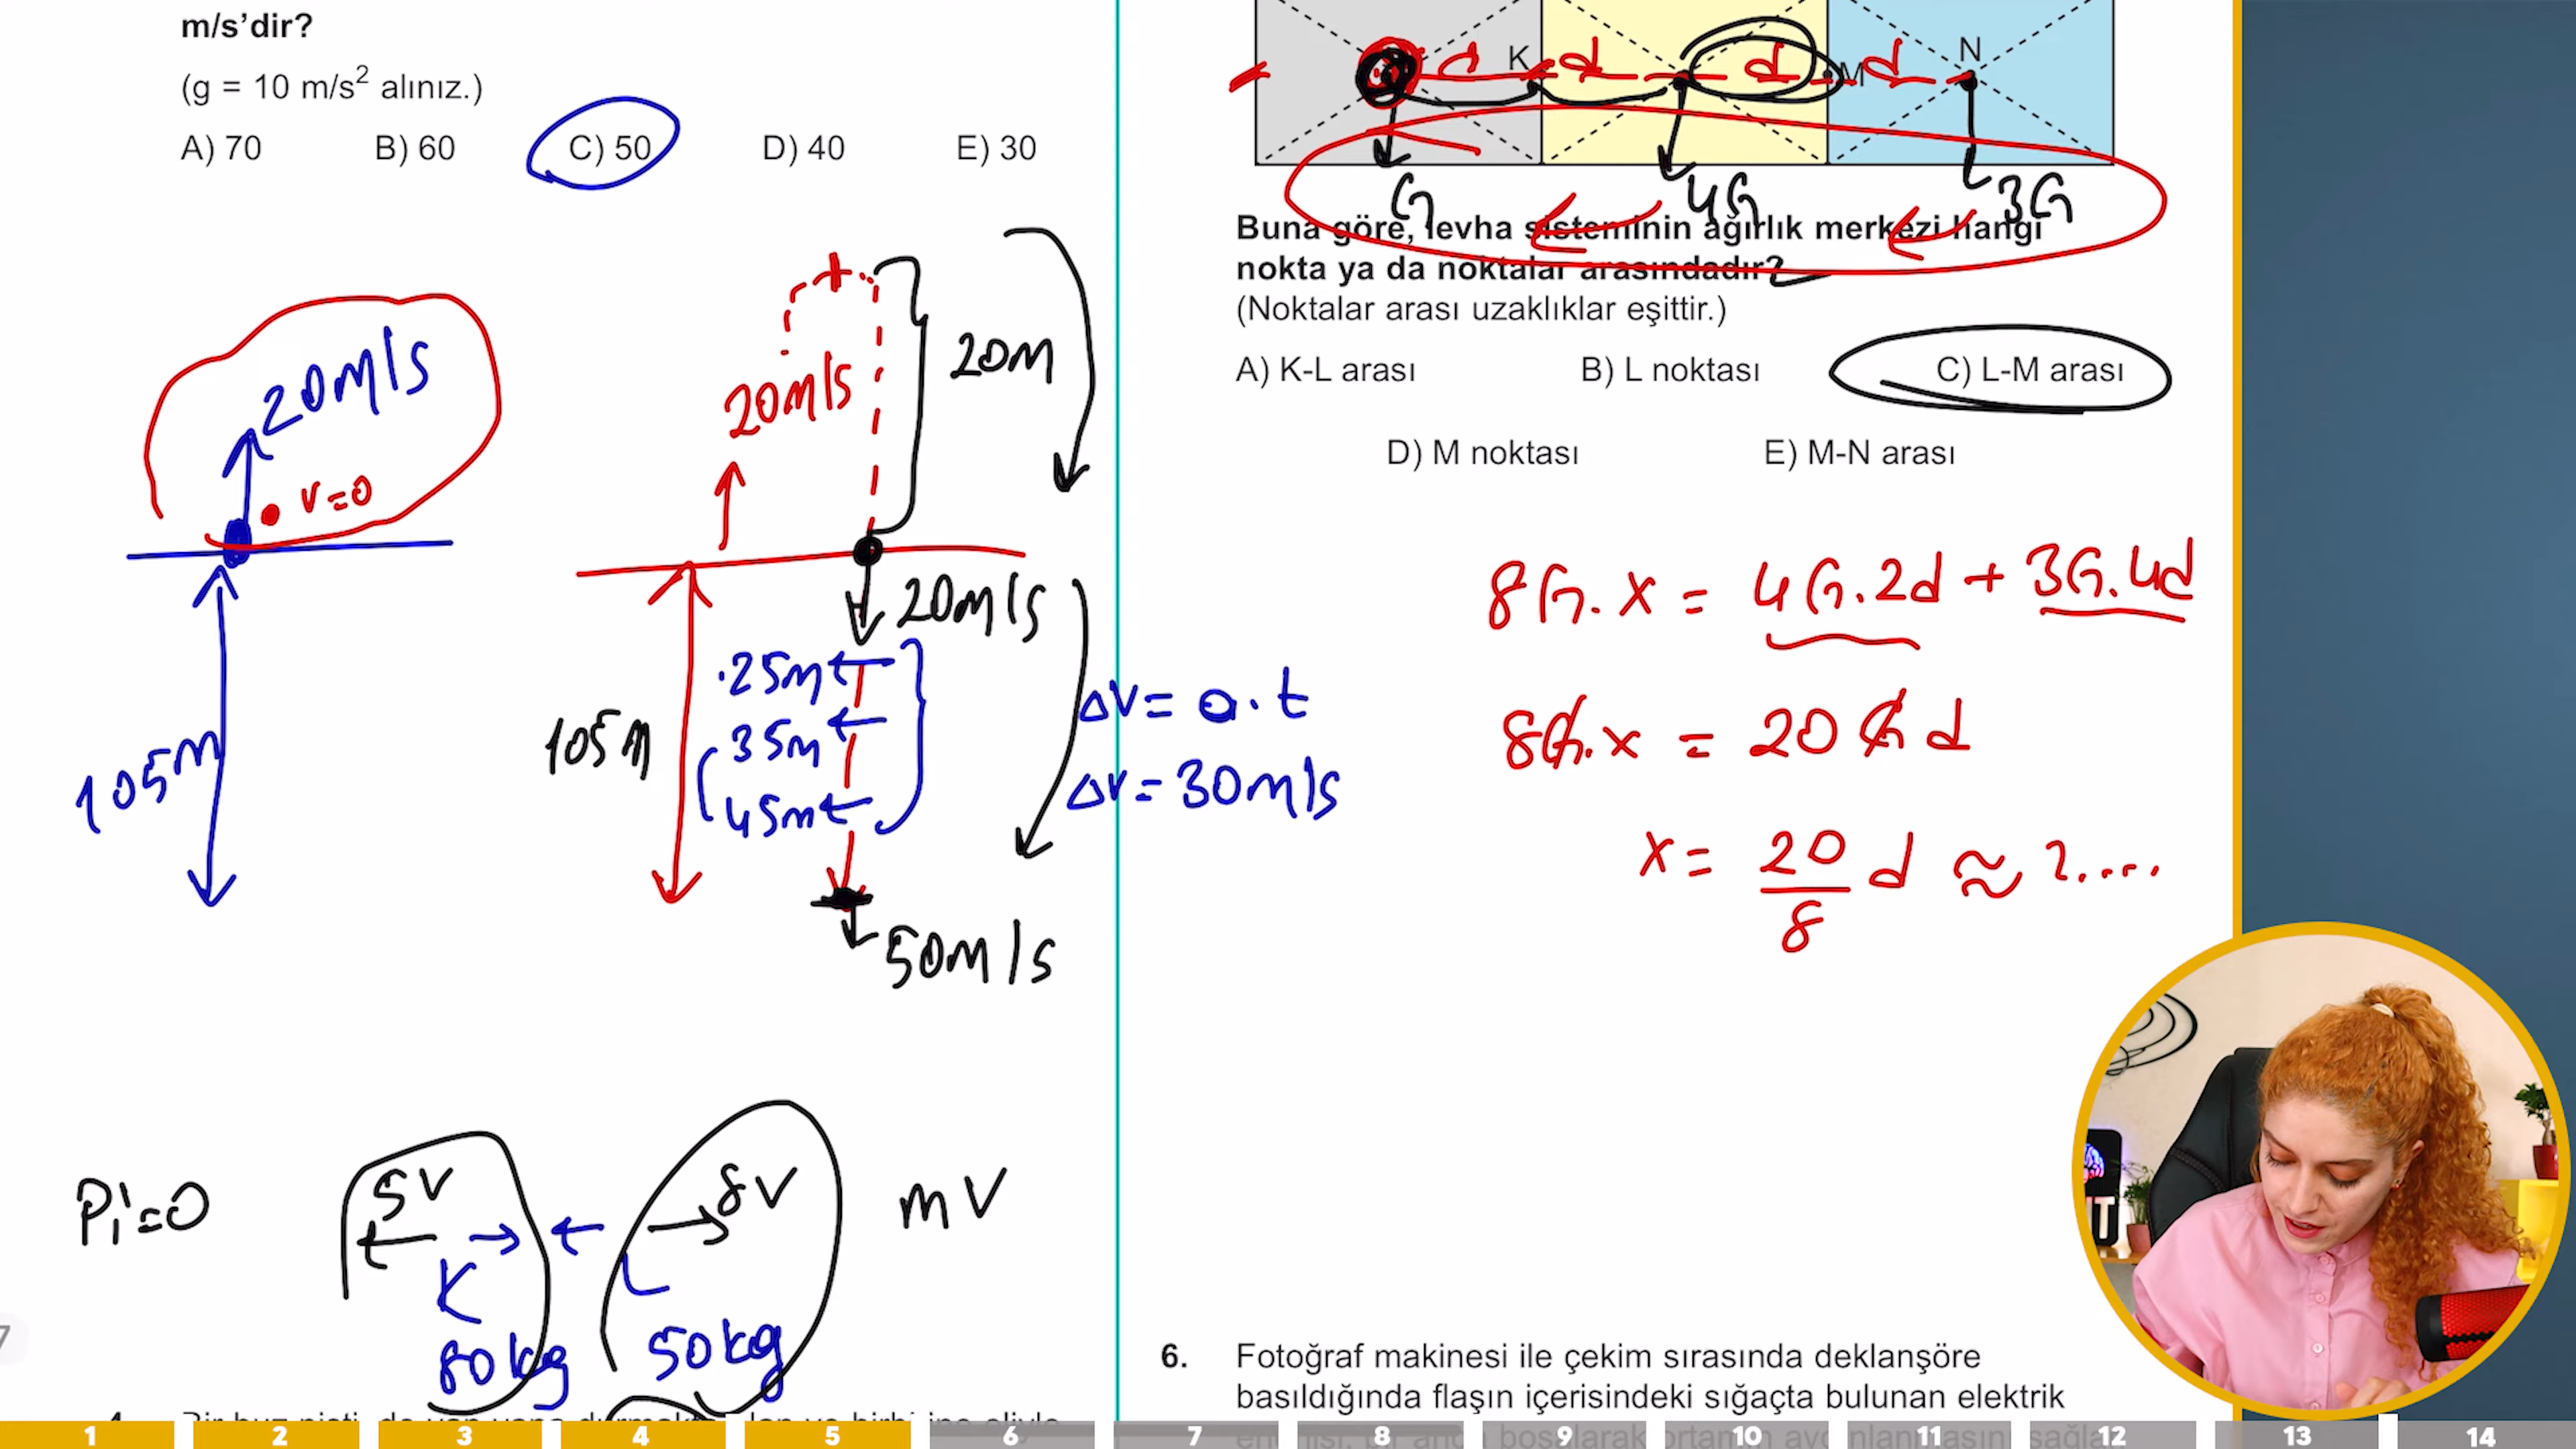 m/s'dir?
(g = 10 m/s² alınız.)
A) 70 B) 60 C) 50 D) 40 E) 30
20m/s
v=0
105m
20m/s
20m
20m/s
105m
25m
35m
45m
Δv= a.t
Δv= 30m/s
50m/s
Pi=0
5V
8V
mV
K
L
80kg
50kg
7
d K d d M d N
G 4G 3G
Buna göre, levha sisteminin ağırlık merkezi hangi
nokta ya da noktalar arasındadır?
(Noktalar arası uzaklıklar eşittir.)
A) K-L arası B) L noktası C) L-M arası
D) M noktası E) M-N arası
8G.x = 4G.2d + 3G.4d
8G.x = 20 G d
x = 20/8 d ≈ 2....
6. Fotoğraf makinesi ile çekim sırasında deklanşöre
basıldığında flaşın içerisindeki sığaçta bulunan elektrik
1 2 3 4 5 6 7 8 9 10 11 12 13 14